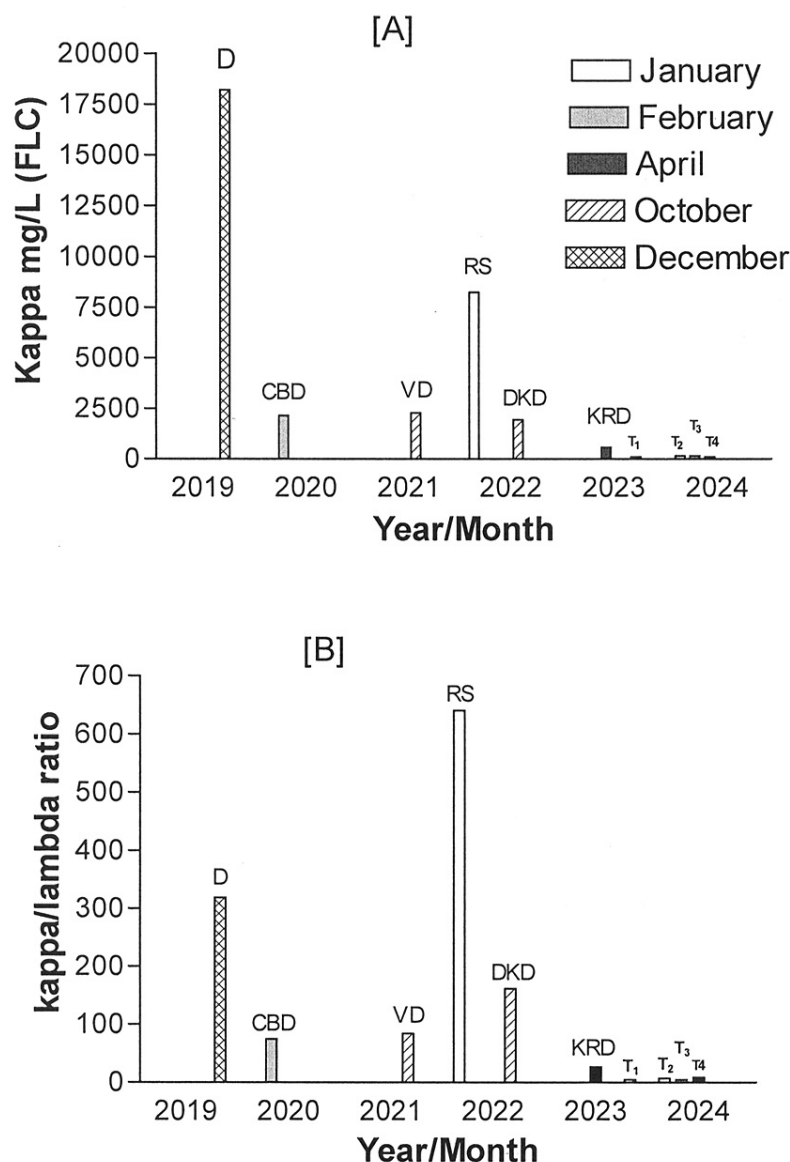 [A]
Kappa mg/L (FLC)
20000
17500
15000
12500
10000
7500
5000
2500
0
D
CBD
VD
RS
DKD
KRD
T1
T2
T3
T4
January
February
April
October
December
2019 2020 2021 2022 2023 2024
Year/Month
[B]
kappa/lambda ratio
700
600
500
400
300
200
100
0
D
CBD
VD
RS
DKD
KRD
T1
T2
T3
T4
2019 2020 2021 2022 2023 2024
Year/Month